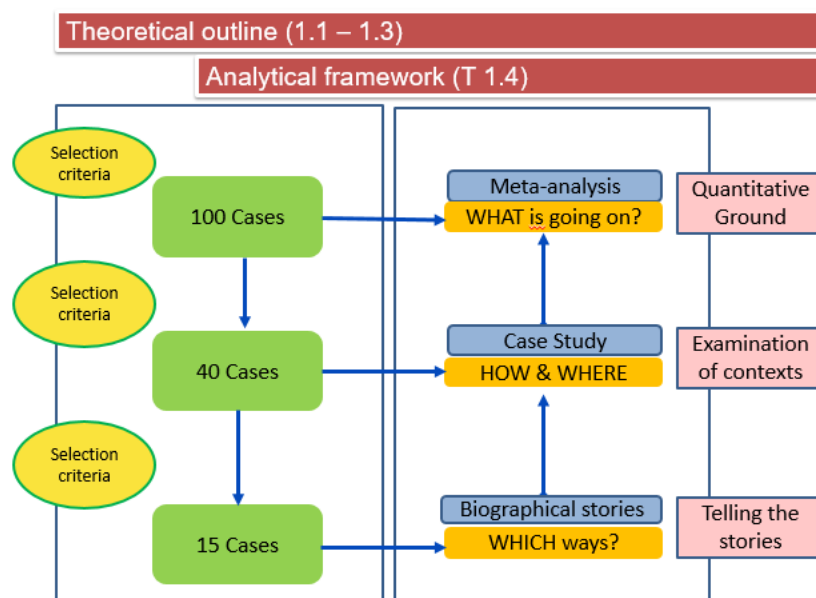 Theoretical outline (1.1 – 1.3)
Analytical framework (T 1.4)
Selection
criteria
100 Cases
Meta-analysis
WHAT is going on?
Quantitative
Ground
Selection
criteria
40 Cases
Case Study
HOW & WHERE
Examination
of contexts
Selection
criteria
15 Cases
Biographical stories
WHICH ways?
Telling the
stories